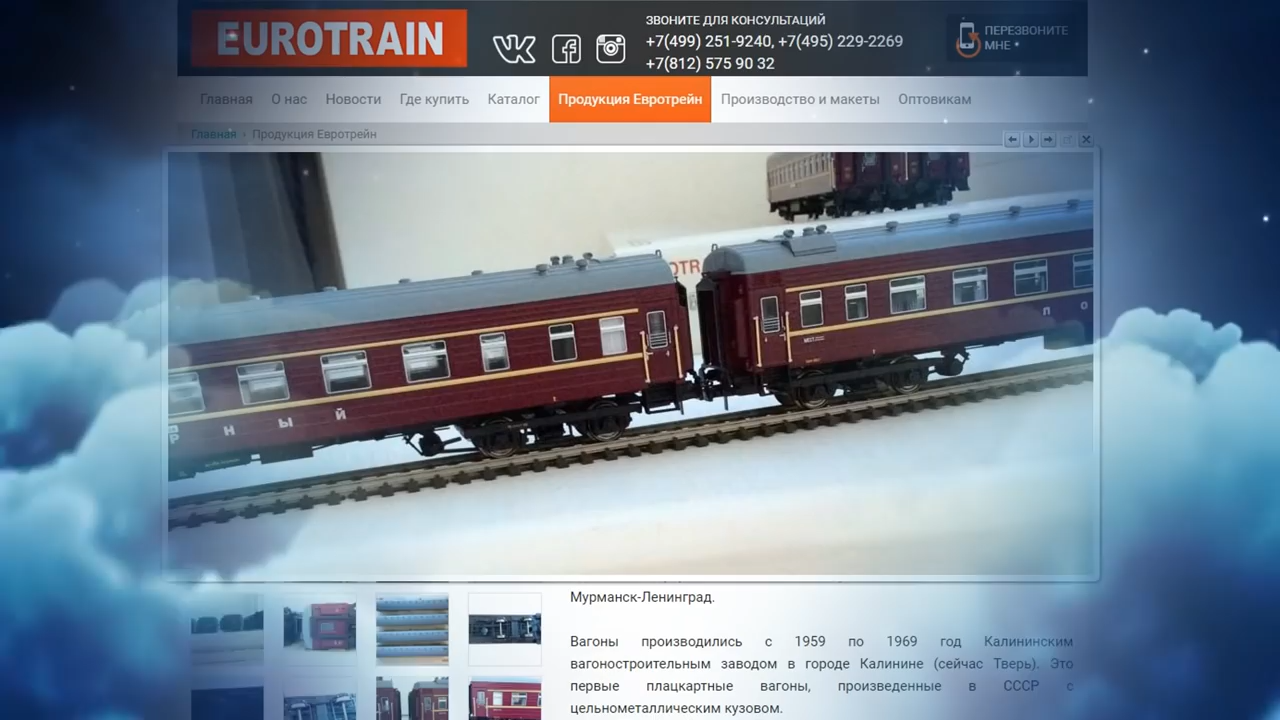 EUROTRAIN
ЗВОНИТЕ ДЛЯ КОНСУЛЬТАЦИЙ
+7(499) 251-9240, +7(495) 229-2269
+7(812) 575 90 32
ПЕРЕЗВОНИТЕ
МНЕ
Главная О нас Новости Где купить Каталог Продукция Евротрейн Производство и макеты Оптовикам
Главная › Продукция Евротрейн
Р Н Ы Й
П О
Мурманск-Ленинград.
Вагоны производились с 1959 по 1969 год Калининским
вагоностроительным заводом в городе Калинине (сейчас Тверь). Это
первые плацкартные вагоны, произведенные в СССР с
цельнометаллическим кузовом.